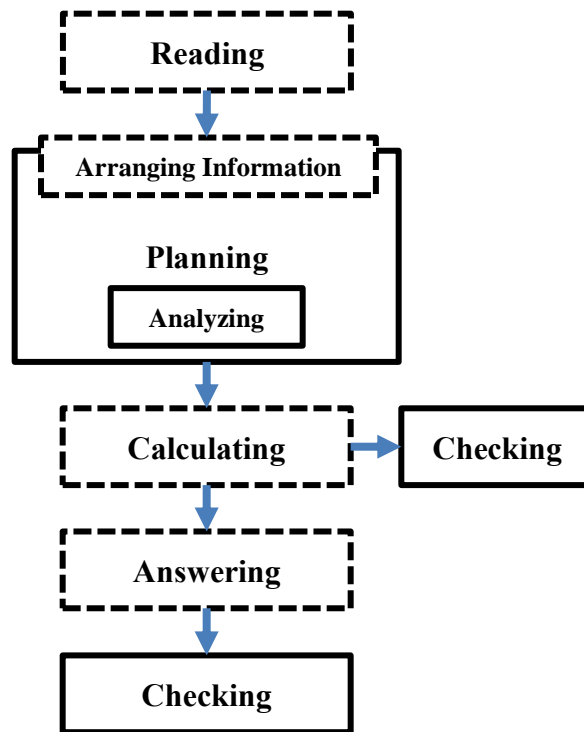 Reading
Arranging Information
Planning
Analyzing
Calculating
Checking
Answering
Checking